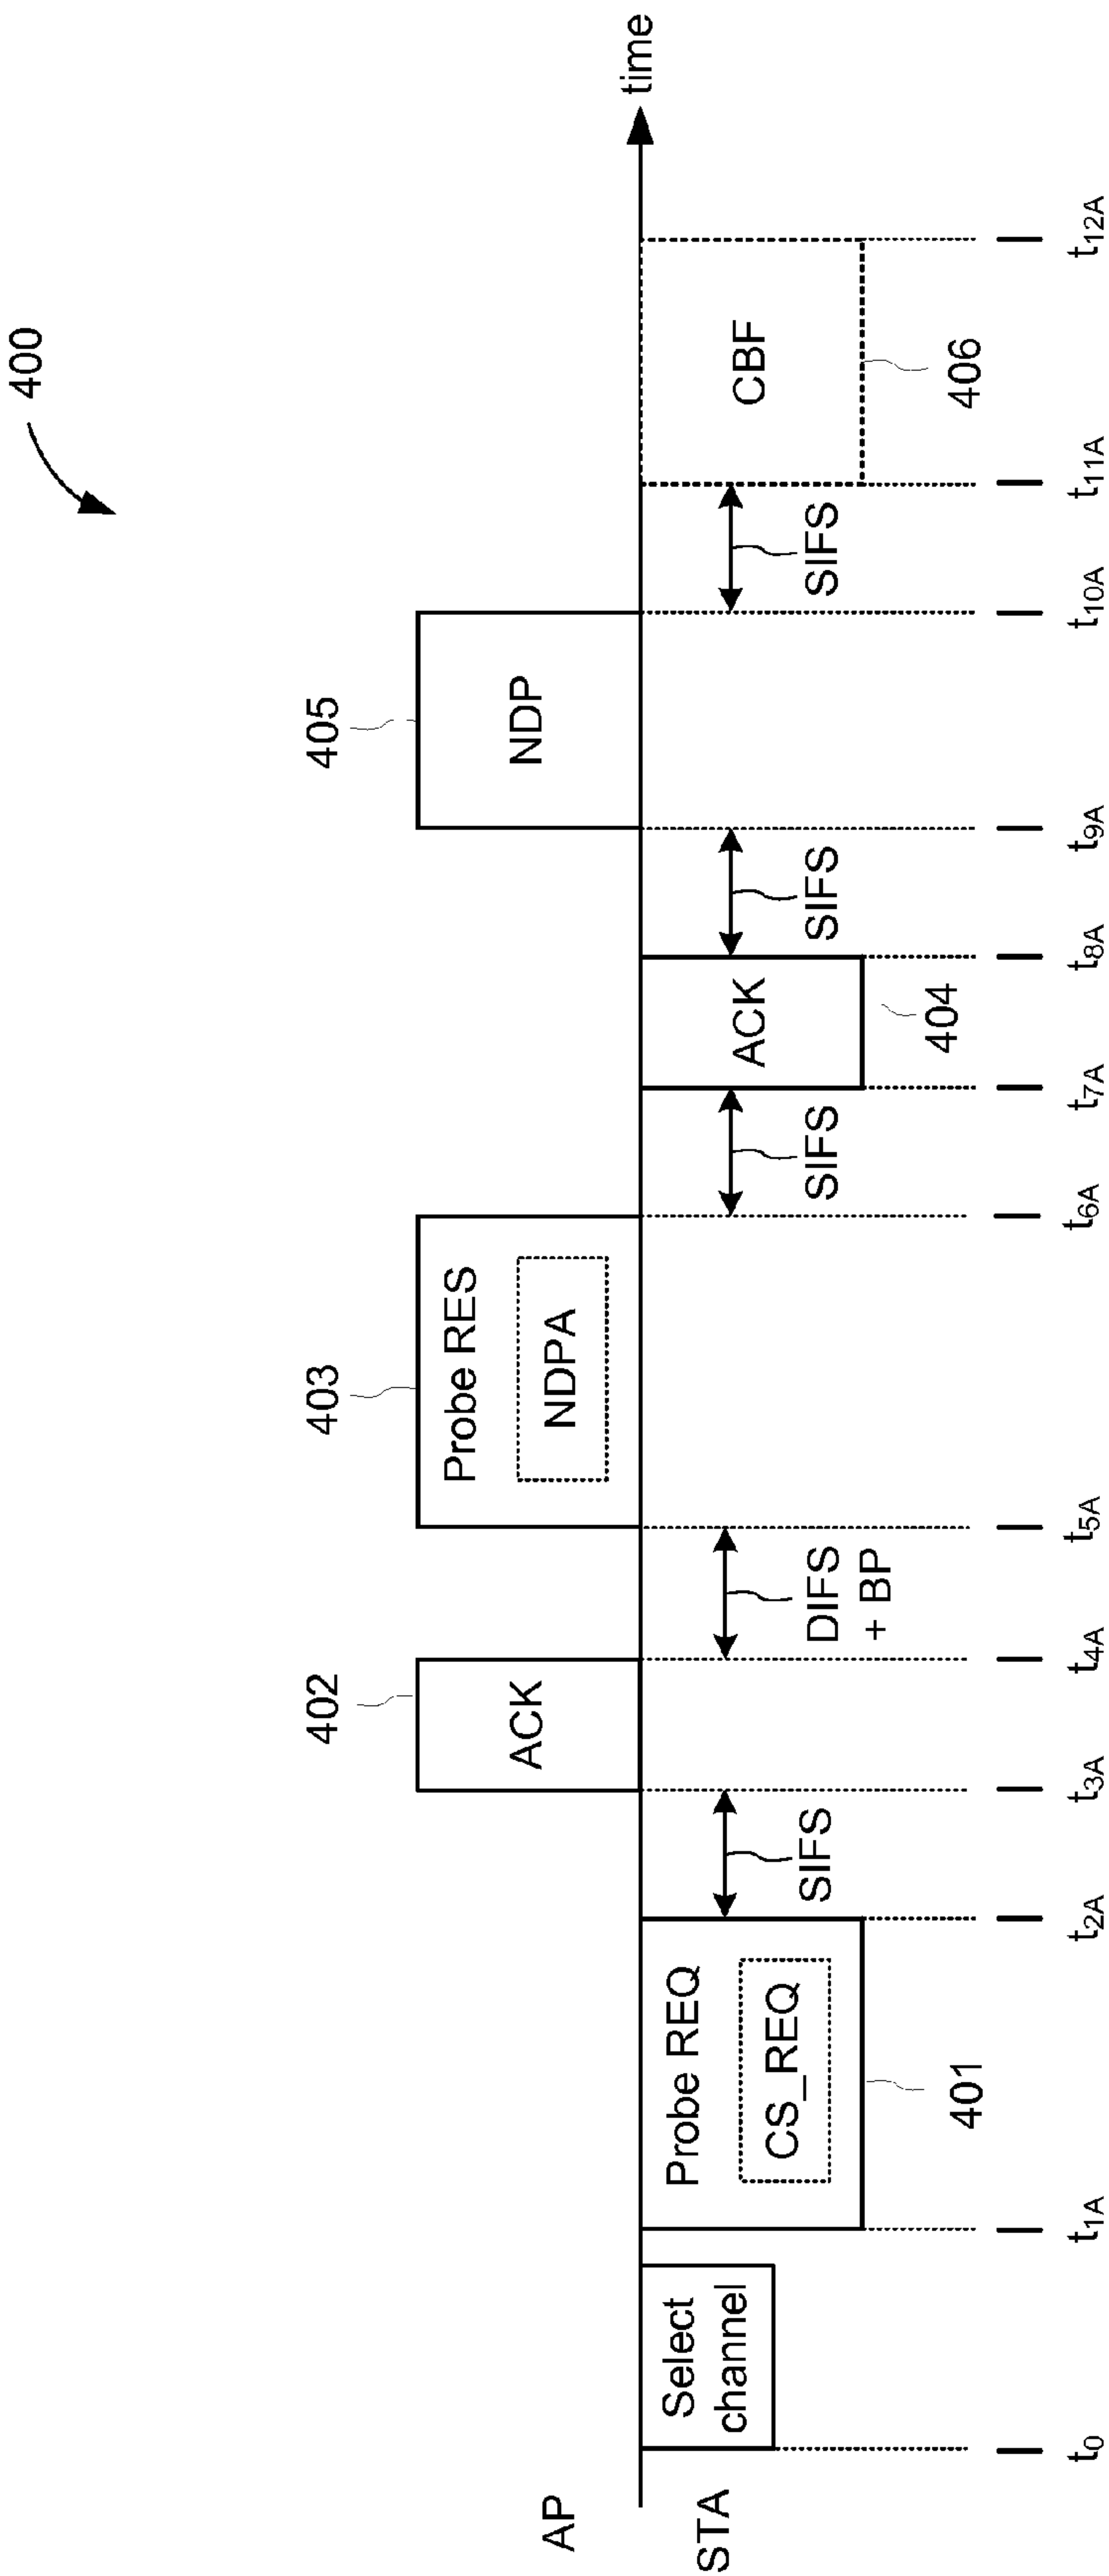 400
AP
STA
time
Select
channel
Probe REQ
CS_REQ
401
SIFS
ACK
402
DIFS
+ BP
Probe RES
NDPA
403
SIFS
ACK
404
SIFS
NDP
405
SIFS
CBF
406
t0
t1A
t2A
t3A
t4A
t5A
t6A
t7A
t8A
t9A
t10A
t11A
t12A